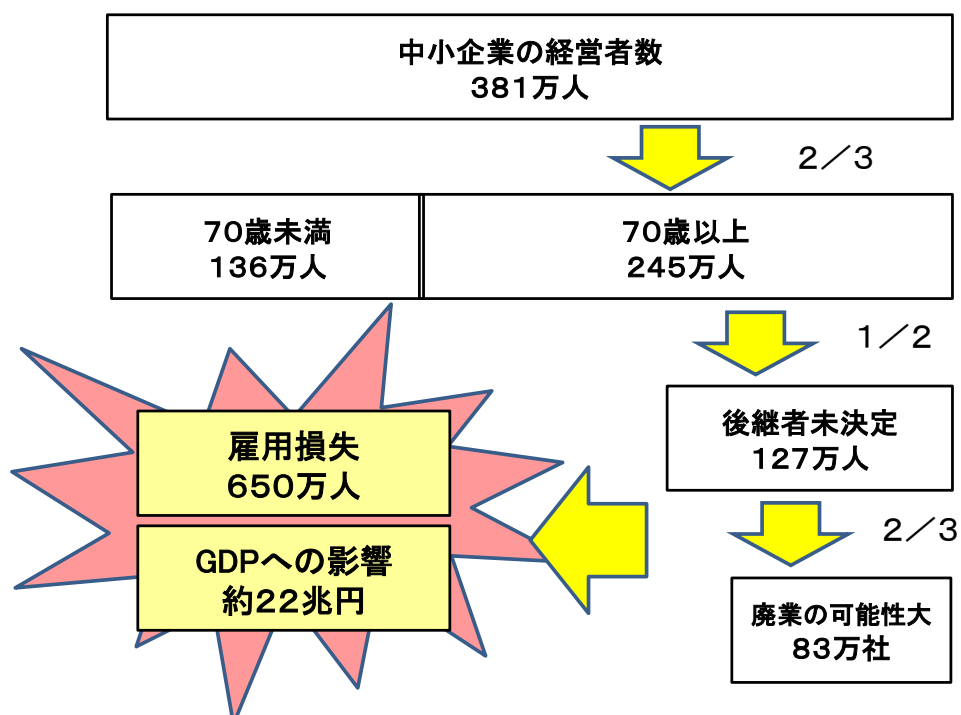 中小企業の経営者数
381万人
2／3
70歳未満
136万人
70歳以上
245万人
1／2
後継者未決定
127万人
雇用損失
650万人
2／3
GDPへの影響
約22兆円
廃業の可能性大
83万社